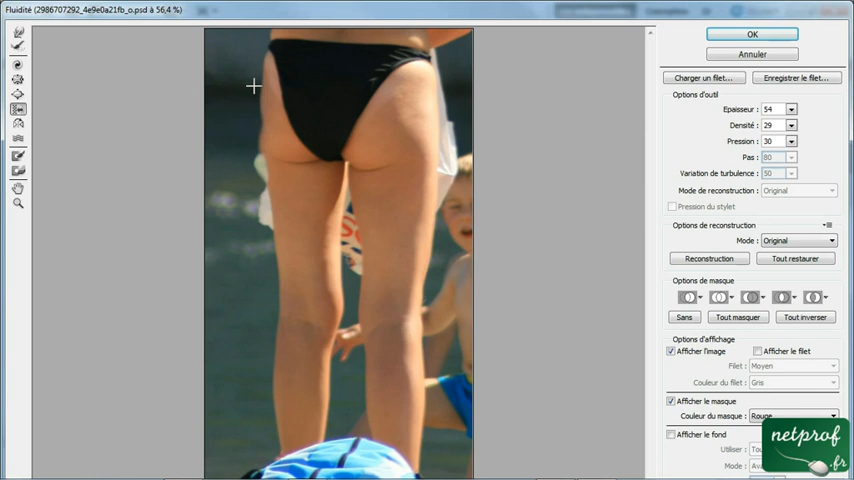 Fluidité (2986707292_4e9e0a21fb_o.psd à 56,4 %)
OK
Annuler
Charger un filet... Enregistrer le filet...
Options d'outil
Epaisseur : 54
Densité : 29
Pression : 30
Pas : 80
Variation de turbulence : 50
Mode de reconstruction : Original
Pression du stylet
Options de reconstruction
Mode : Original
Reconstruction Tout restaurer
Options de masque
Sans Tout masquer Tout inverser
Options d'affichage
Afficher l'image Afficher le filet
Filet : Moyen
Couleur du filet : Gris
Afficher le masque
Couleur du masque : Rouge
Afficher le fond
Utiliser :
Mode :
netprof
.fr